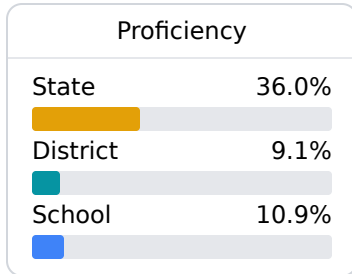 Proficiency
State 36.0%
District 9.1%
School 10.9%